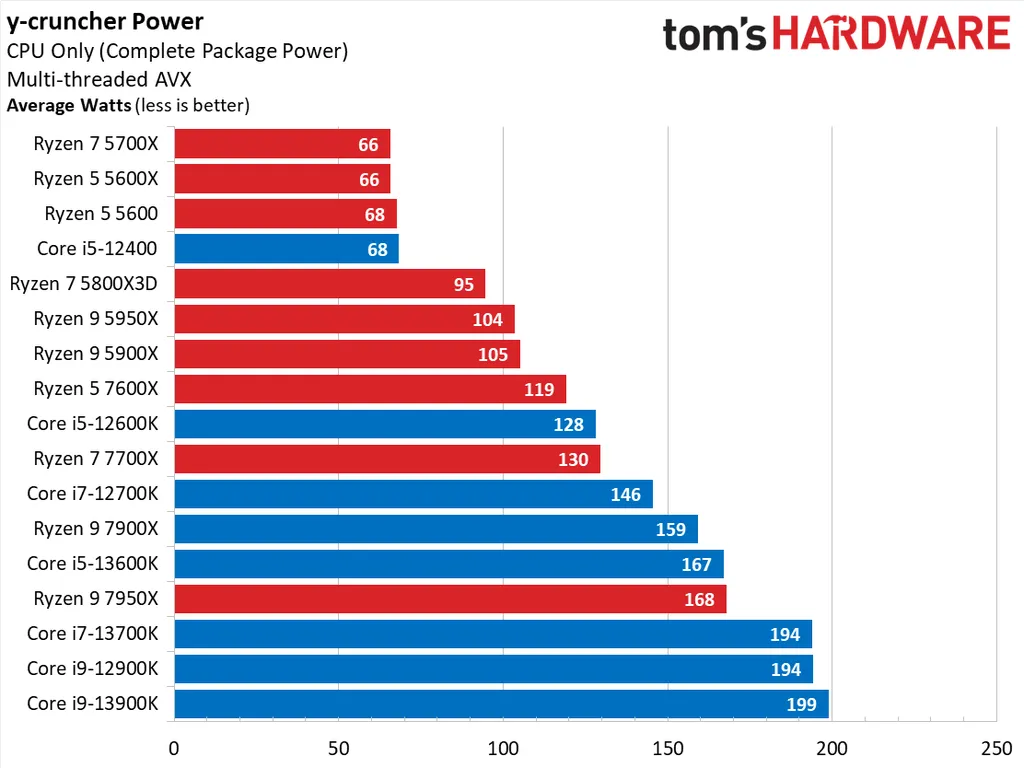 y-cruncher Power
tom'sHARDWARE
CPU Only (Complete Package Power)
Multi-threaded AVX
Average Watts (less is better)
Ryzen 7 5700X 66
Ryzen 5 5600X 66
Ryzen 5 5600 68
Core i5-12400 68
Ryzen 7 5800X3D 95
Ryzen 9 5950X 104
Ryzen 9 5900X 105
Ryzen 5 7600X 119
Core i5-12600K 128
Ryzen 7 7700X 130
Core i7-12700K 146
Ryzen 9 7900X 159
Core i5-13600K 167
Ryzen 9 7950X 168
Core i7-13700K 194
Core i9-12900K 194
Core i9-13900K 199
0 50 100 150 200 250